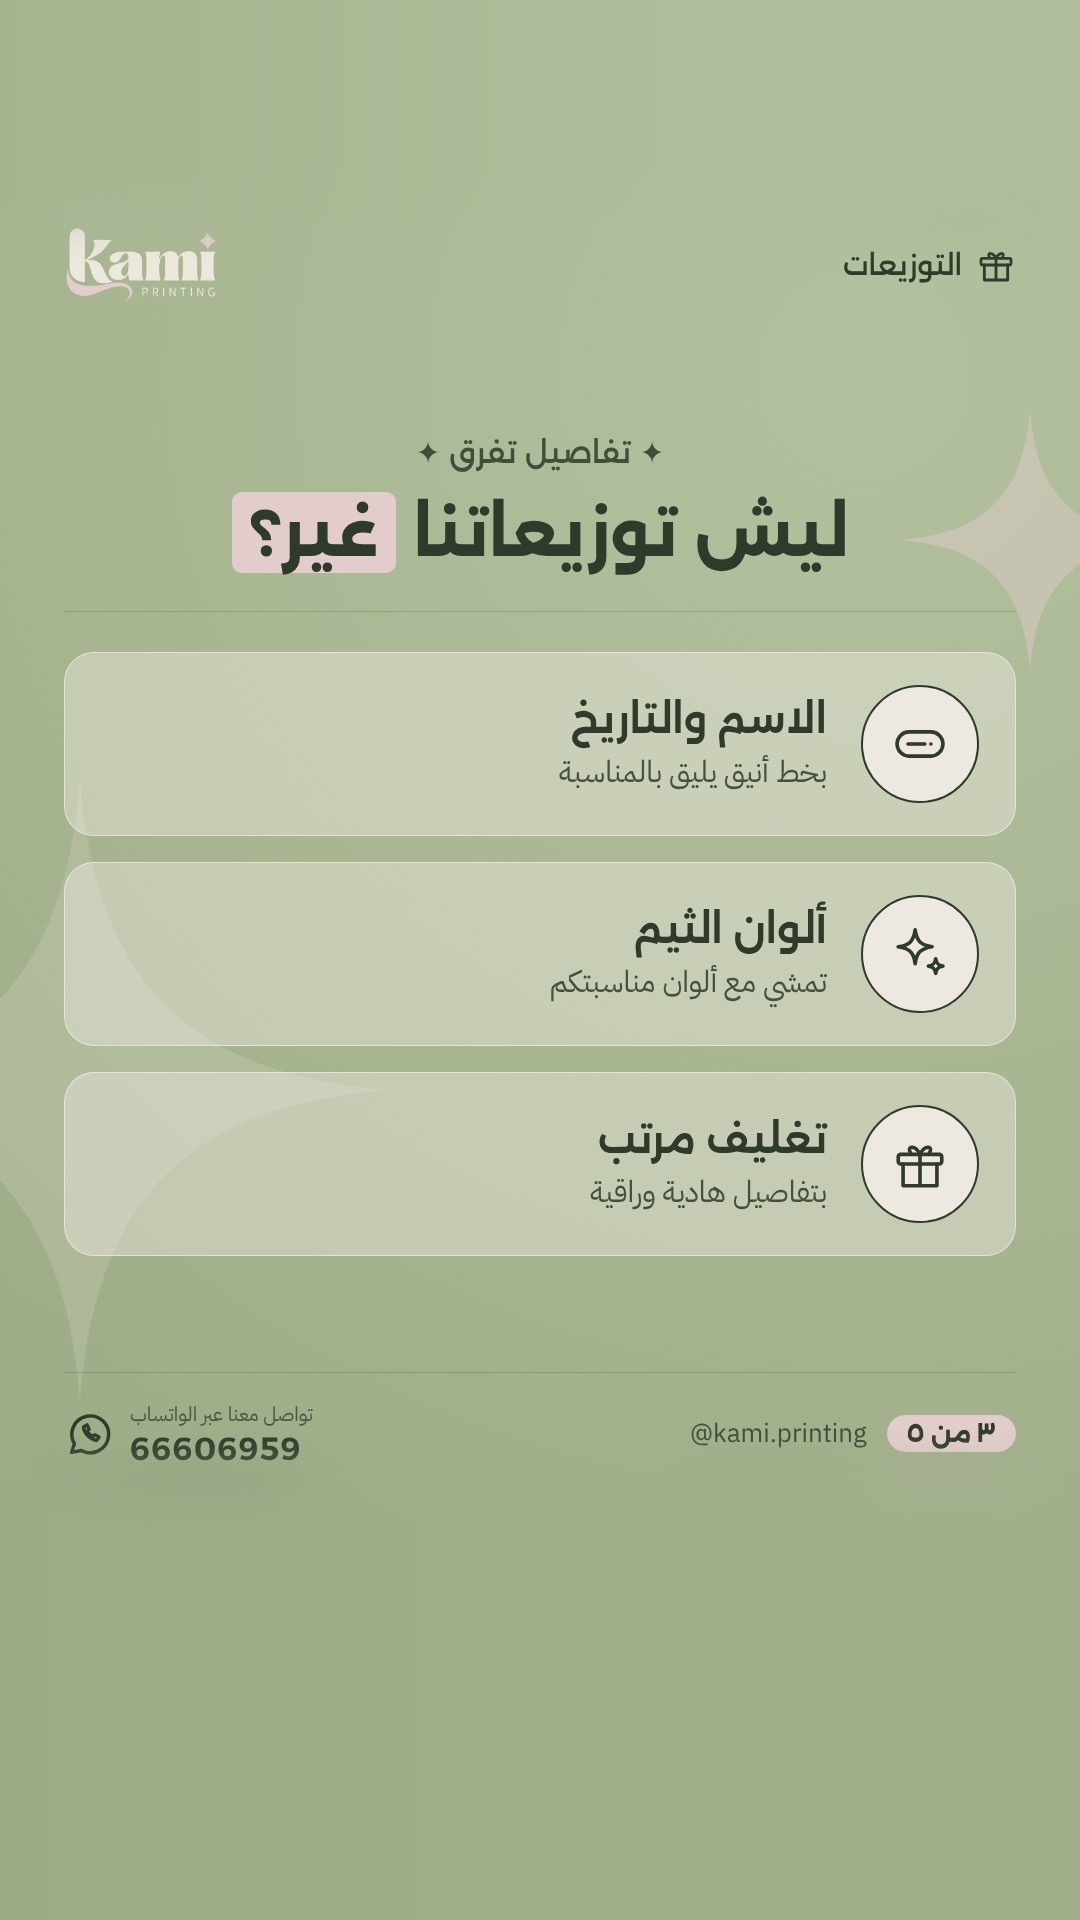 التوزيعات
Kami
PRINTING
✦ تفاصيل تفرق ✦
ليش توزيعاتنا غير؟
الاسم والتاريخ
بخط أنيق يليق بالمناسبة
ألوان الثيم
تمشي مع ألوان مناسبتكم
تغليف مرتب
بتفاصيل هادية وراقية
٣ من ٥
@kami.printing
تواصل معنا عبر الواتساب
66606959